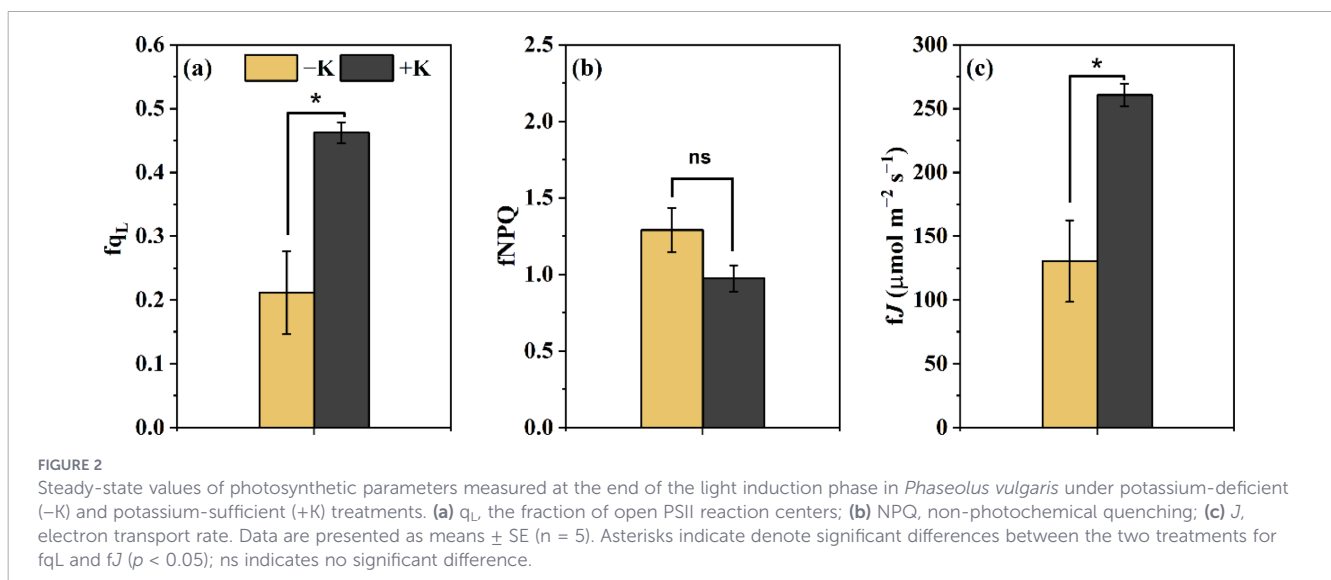 (a)
−K
+K
*
0.6
0.5
0.4
0.3
0.2
0.1
0.0
fqL
(b)
ns
2.5
2.0
1.5
1.0
0.5
0.0
fNPQ
(c)
*
300
250
200
150
100
50
0
fJ (μmol m−2 s−1)
FIGURE 2
Steady-state values of photosynthetic parameters measured at the end of the light induction phase in Phaseolus vulgaris under potassium-deficient
(−K) and potassium-sufficient (+K) treatments. (a) qL, the fraction of open PSII reaction centers; (b) NPQ, non-photochemical quenching; (c) J,
electron transport rate. Data are presented as means ± SE (n = 5). Asterisks indicate denote significant differences between the two treatments for
fqL and fJ (p < 0.05); ns indicates no significant difference.